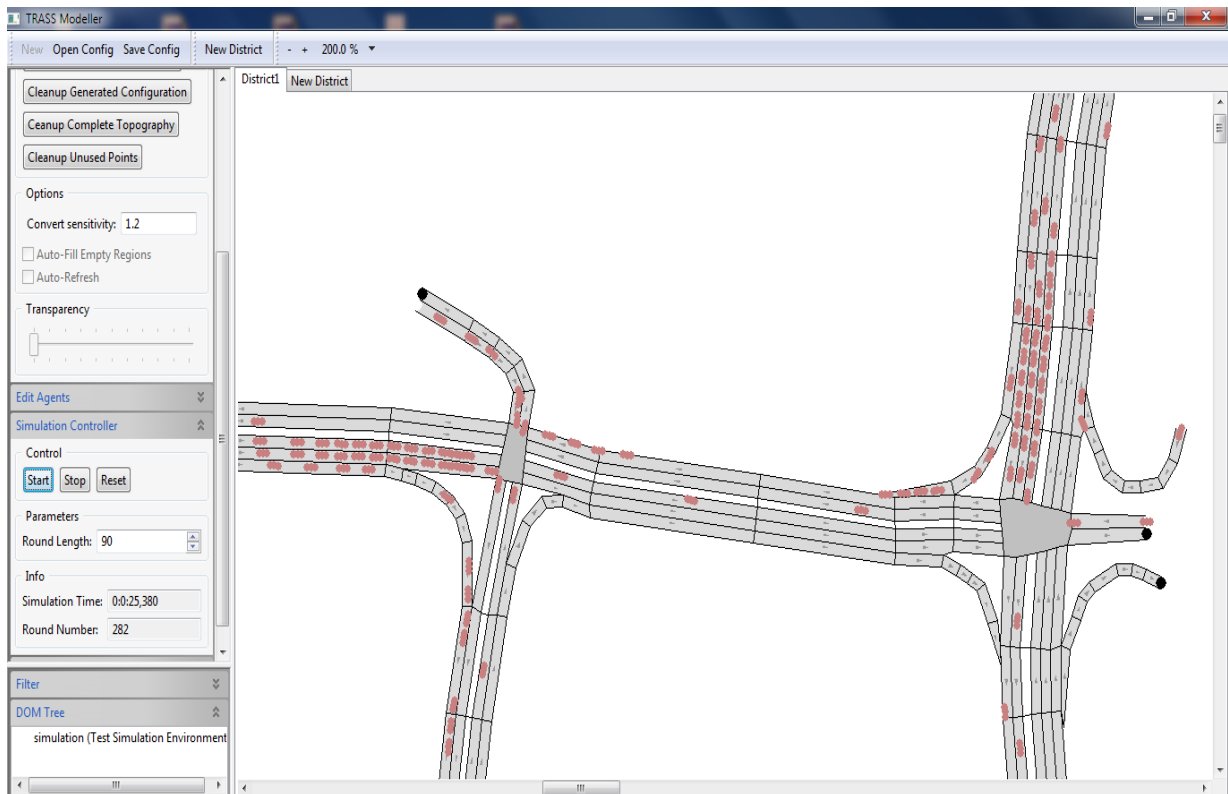 TRASS Modeller
New Open Config Save Config New District - + 200.0 %
District1 New District
Cleanup Generated Configuration
Ceanup Complete Topography
Cleanup Unused Points
Options
Convert sensitivity: 1.2
Auto-Fill Empty Regions
Auto-Refresh
Transparency
Edit Agents
Simulation Controller
Control
Start Stop Reset
Parameters
Round Length: 90
Info
Simulation Time: 0:0:25,380
Round Number: 282
Filter
DOM Tree
simulation (Test Simulation Environment